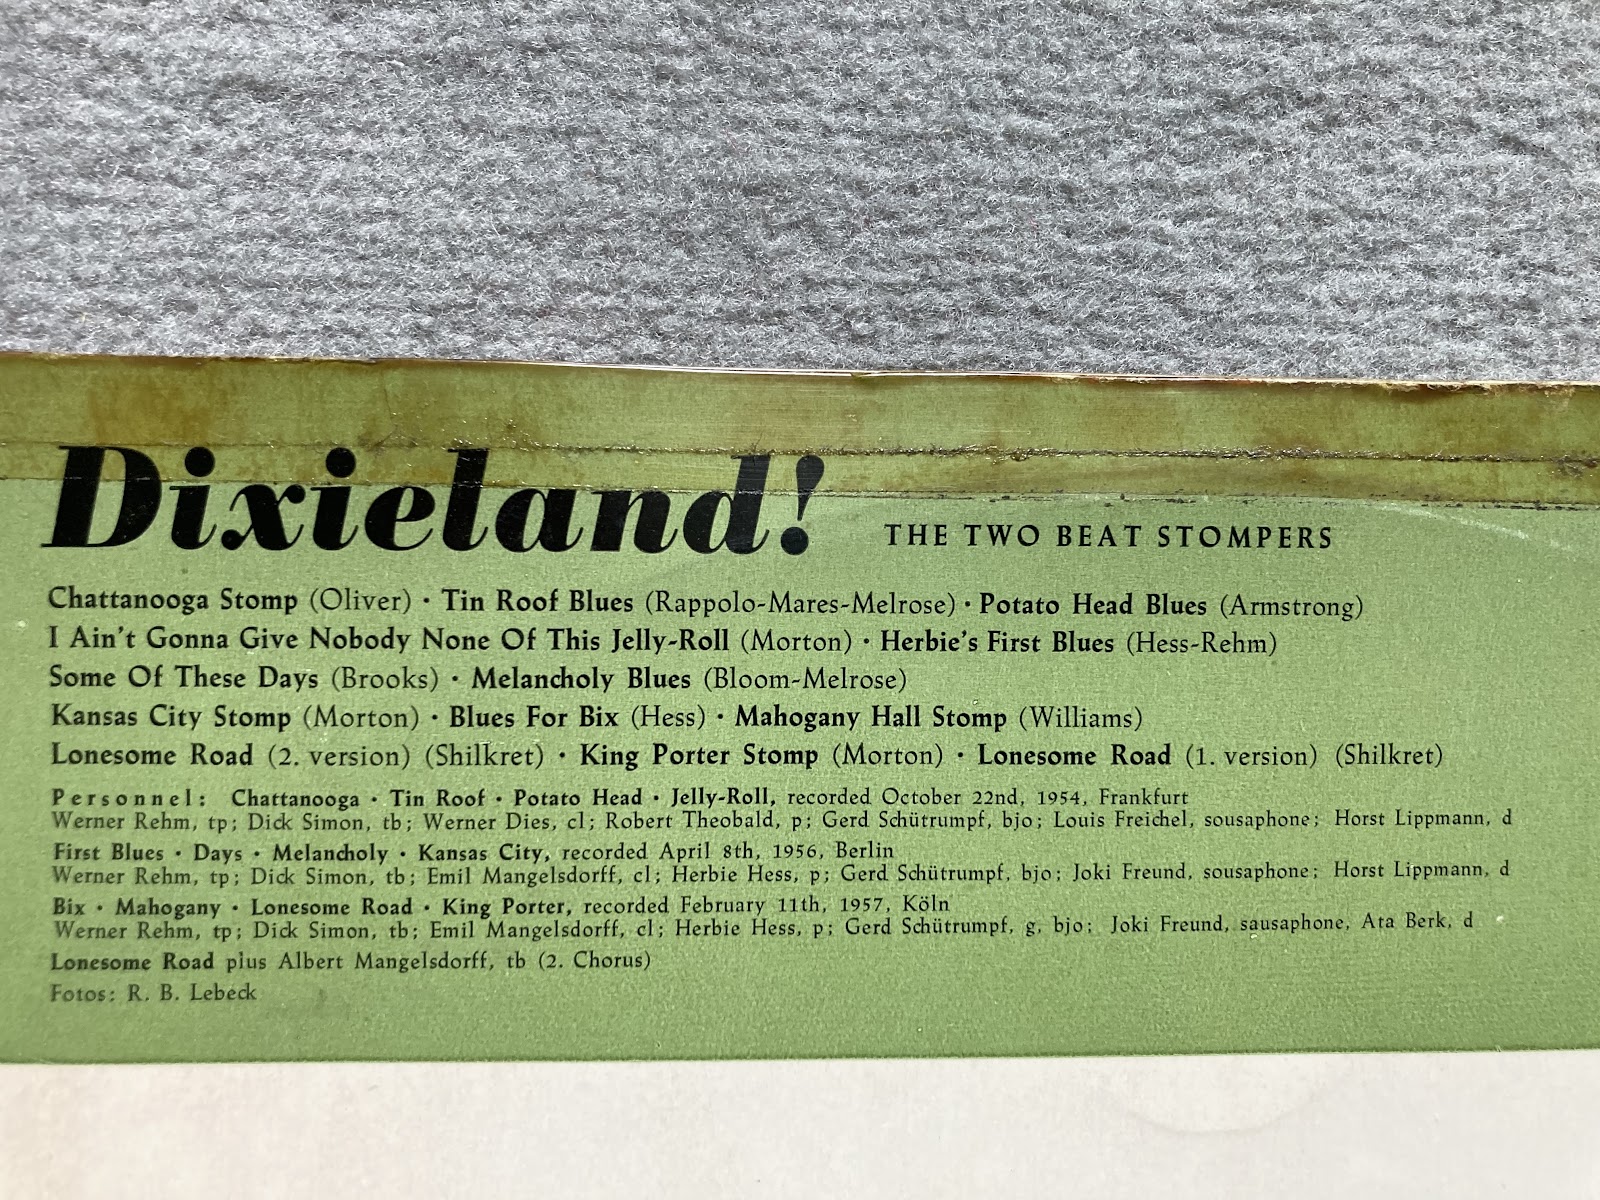 Dixieland! THE TWO BEAT STOMPERS
Chattanooga Stomp (Oliver) · Tin Roof Blues (Rappolo-Mares-Melrose) · Potato Head Blues (Armstrong)
I Ain't Gonna Give Nobody None Of This Jelly-Roll (Morton) · Herbie's First Blues (Hess-Rehm)
Some Of These Days (Brooks) · Melancholy Blues (Bloom-Melrose)
Kansas City Stomp (Morton) · Blues For Bix (Hess) · Mahogany Hall Stomp (Williams)
Lonesome Road (2. version) (Shilkret) · King Porter Stomp (Morton) · Lonesome Road (1. version) (Shilkret)
Personnel: Chattanooga · Tin Roof · Potato Head · Jelly-Roll, recorded October 22nd, 1954, Frankfurt
Werner Rehm, tp; Dick Simon, tb; Werner Dies, cl; Robert Theobald, p; Gerd Schütrumpf, bjo; Louis Freichel, sousaphone; Horst Lippmann, d
First Blues · Days · Melancholy · Kansas City, recorded April 8th, 1956, Berlin
Werner Rehm, tp; Dick Simon, tb; Emil Mangelsdorff, cl; Herbie Hess, p; Gerd Schütrumpf, bjo; Joki Freund, sousaphone; Horst Lippmann, d
Bix · Mahogany · Lonesome Road · King Porter, recorded February 11th, 1957, Köln
Werner Rehm, tp; Dick Simon, tb; Emil Mangelsdorff, cl; Herbie Hess, p; Gerd Schütrumpf, g, bjo; Joki Freund, sausaphone, Ata Berk, d
Lonesome Road plus Albert Mangelsdorff, tb (2. Chorus)
Fotos: R. B. Lebeck